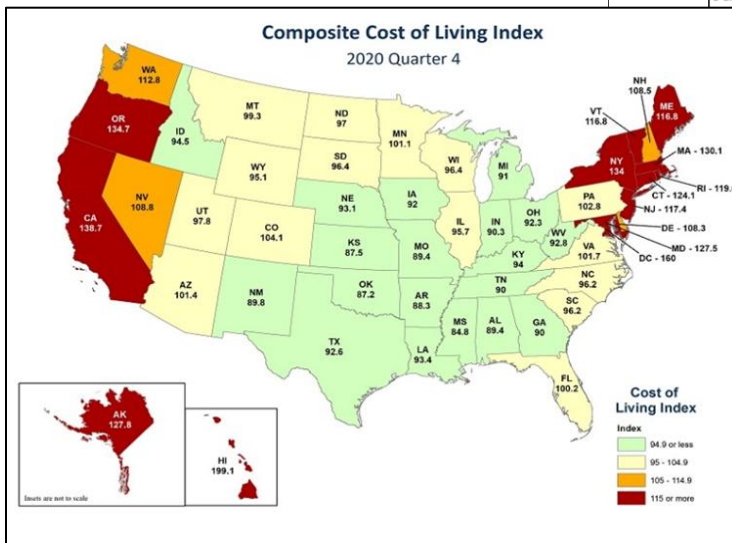 Composite Cost of Living Index
2020 Quarter 4
WA
112.8
OR
134.7
CA
138.7
NV
108.8
ID
94.5
MT
99.3
WY
95.1
UT
97.8
AZ
101.4
CO
104.1
NM
89.8
ND
97
SD
96.4
NE
93.1
KS
87.5
OK
87.2
TX
92.6
MN
101.1
IA
92
MO
89.4
AR
88.3
LA
93.4
WI
96.4
IL
95.7
MI
91
IN
90.3
OH
92.3
KY
94
TN
90
MS
84.8
AL
89.4
GA
90
FL
100.2
SC
96.2
NC
96.2
VA
101.7
WV
92.8
PA
102.8
NY
134
VT
116.8
NH
108.5
ME
116.8
MA - 130.1
RI - 119.
CT - 124.1
NJ - 117.4
DE - 108.3
MD - 127.5
DC - 160
AK
127.8
Insets are not to scale
HI
199.1
Cost of
Living Index
Index
94.9 or less
95 - 104.9
105 - 114.9
115 or more